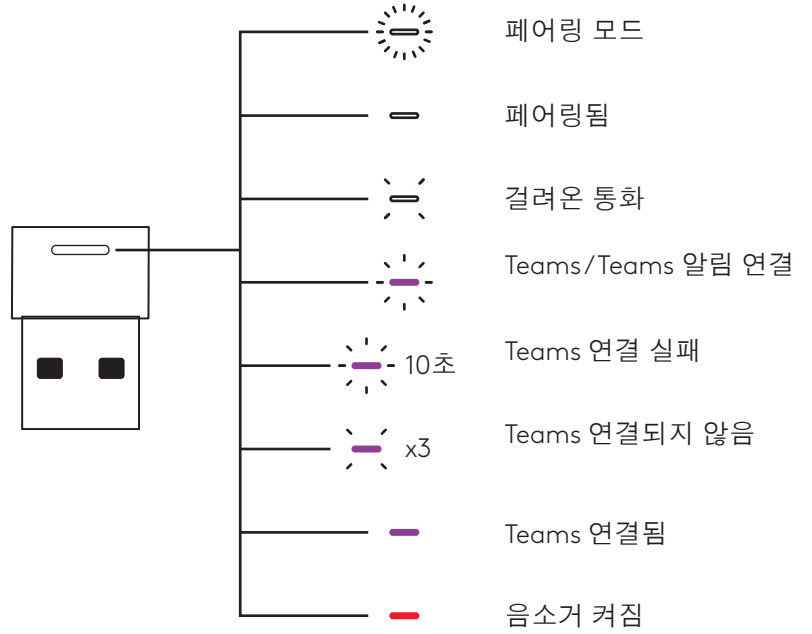 페어링 모드
페어링됨
걸려온 통화
Teams/Teams 알림 연결
10초 Teams 연결 실패
x3 Teams 연결되지 않음
Teams 연결됨
음소거 켜짐